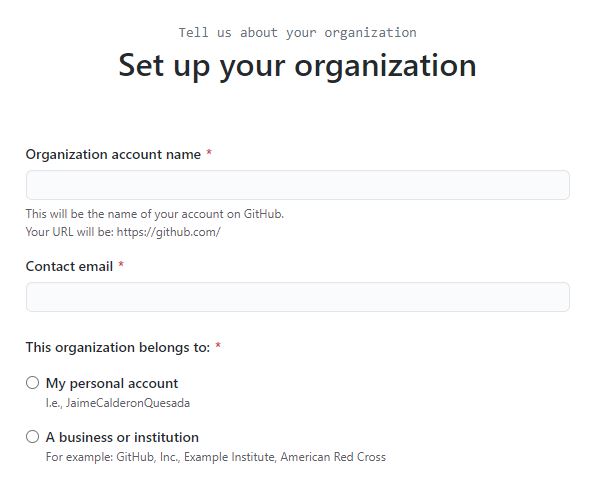 Tell us about your organization
Set up your organization
Organization account name *
This will be the name of your account on GitHub.
Your URL will be: https://github.com/
Contact email *
This organization belongs to: *
My personal account
I.e., JaimeCalderonQuesada
A business or institution
For example: GitHub, Inc., Example Institute, American Red Cross